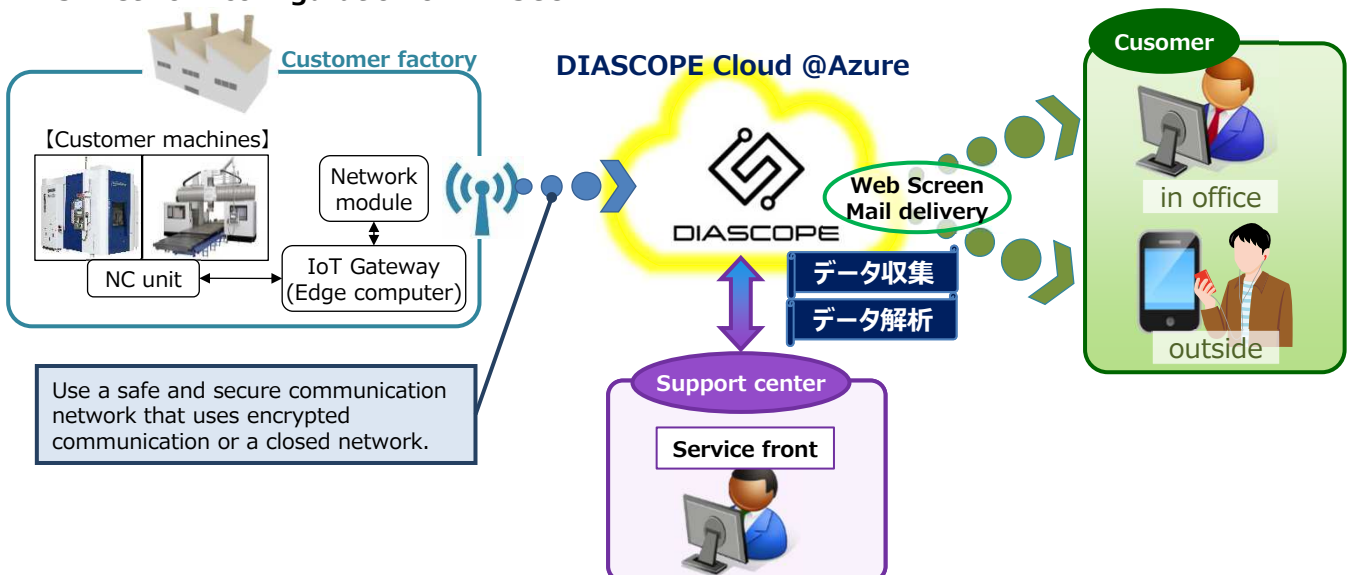 Customer factory
DIASCOPE Cloud @Azure
Cusomer
【Customer machines】
Network
module
NC unit
IoT Gateway
(Edge computer)
DIASCOPE
Web Screen
Mail delivery
in office
データ収集
データ解析
outside
Use a safe and secure communication
network that uses encrypted
communication or a closed network.
Support center
Service front